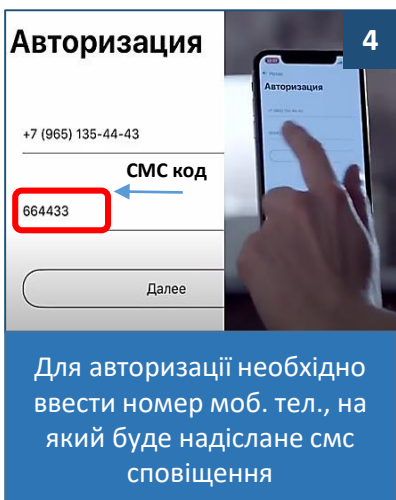 Авторизация
4
+7 (965) 135-44-43
СМС код
664433
Далее
Авторизация
Для авторизації необхідно
ввести номер моб. тел., на
який буде надіслане смс
сповіщення